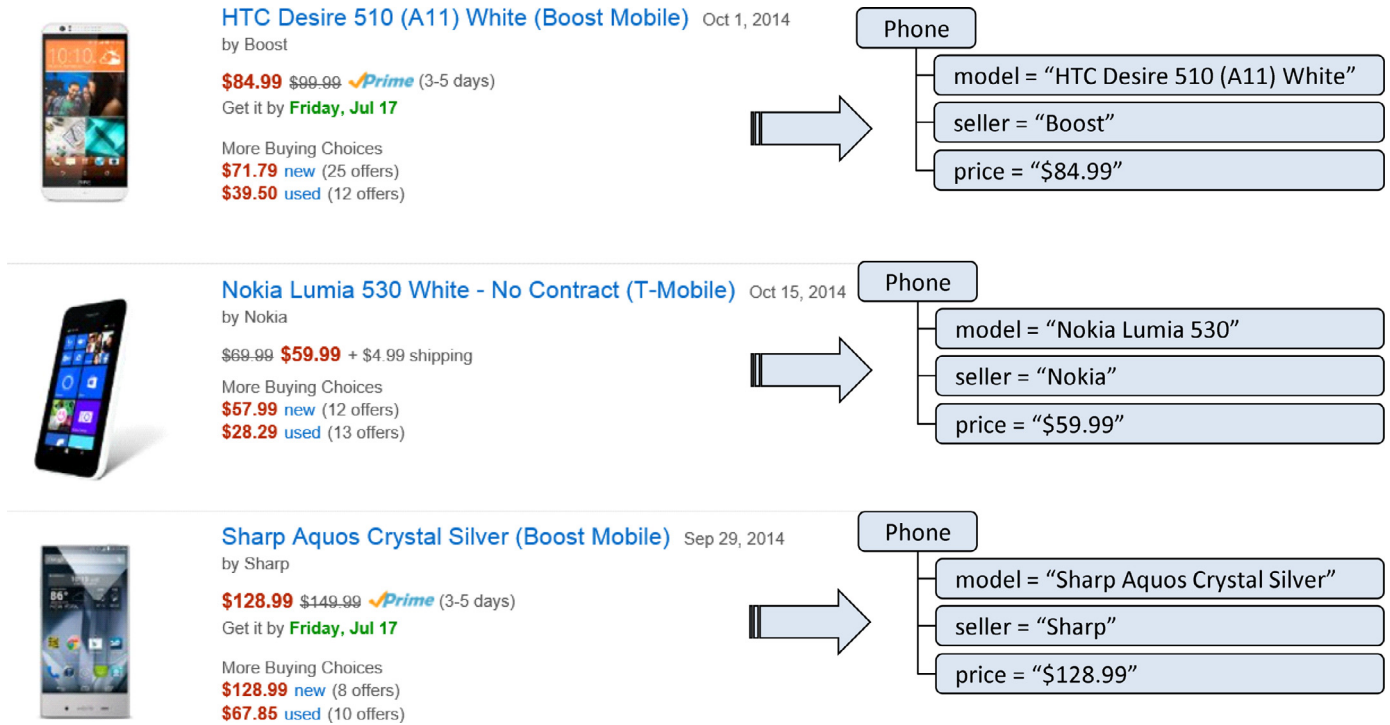 HTC Desire 510 (A11) White (Boost Mobile) Oct 1, 2014
by Boost
$84.99 $99.99 Prime (3-5 days)
Get it by Friday, Jul 17
More Buying Choices
$71.79 new (25 offers)
$39.50 used (12 offers)
Phone
model = “HTC Desire 510 (A11) White”
seller = “Boost”
price = “$84.99”
Nokia Lumia 530 White - No Contract (T-Mobile) Oct 15, 2014
by Nokia
$69.99 $59.99 + $4.99 shipping
More Buying Choices
$57.99 new (12 offers)
$28.29 used (13 offers)
Phone
model = “Nokia Lumia 530”
seller = “Nokia”
price = “$59.99”
Sharp Aquos Crystal Silver (Boost Mobile) Sep 29, 2014
by Sharp
$128.99 $149.99 Prime (3-5 days)
Get it by Friday, Jul 17
More Buying Choices
$128.99 new (8 offers)
$67.85 used (10 offers)
Phone
model = “Sharp Aquos Crystal Silver”
seller = “Sharp”
price = “$128.99”
10:10
86°